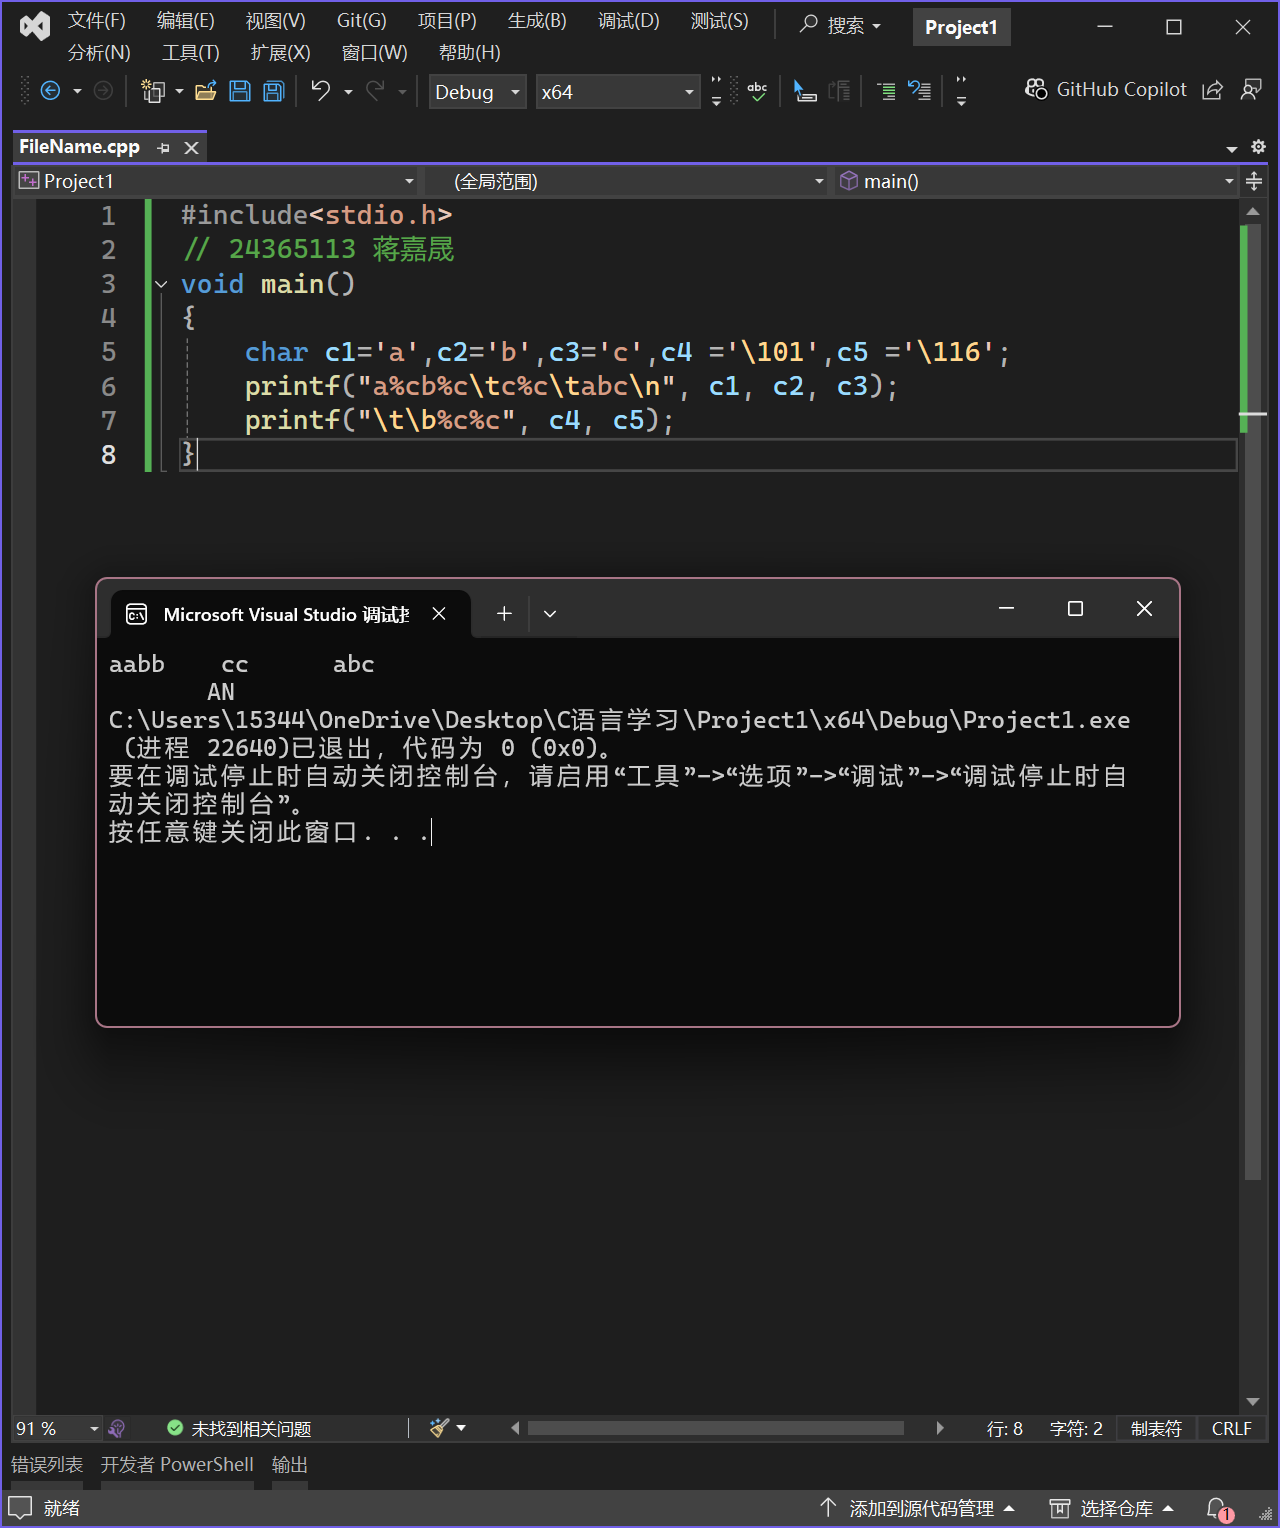 文件(F) 编辑(E) 视图(V) Git(G) 项目(P) 生成(B) 调试(D) 测试(S) 搜索 Project1
分析(N) 工具(T) 扩展(X) 窗口(W) 帮助(H)
Debug x64 abc GitHub Copilot
FileName.cpp
Project1 (全局范围) main()
1 #include<stdio.h>
2 // 24365113 蒋嘉晟
3 void main()
4 {
5 char c1='a',c2='b',c3='c',c4 ='\101',c5 ='\116';
6 printf("a%cb%c\tc%c\tabc\n", c1, c2, c3);
7 printf("\t\b%c%c", c4, c5);
8 }
Microsoft Visual Studio 调试控
aabb    cc      abc
AN
C:\Users\15344\OneDrive\Desktop\C语言学习\Project1\x64\Debug\Project1.exe
(进程 22640)已退出，代码为 0 (0x0)。
要在调试停止时自动关闭控制台，请启用“工具”->“选项”->“调试”->“调试停止时自
动关闭控制台”。
按任意键关闭此窗口. . .
91 % 未找到相关问题 行: 8 字符: 2 制表符 CRLF
错误列表 开发者 PowerShell 输出
就绪 添加到源代码管理 选择仓库 1